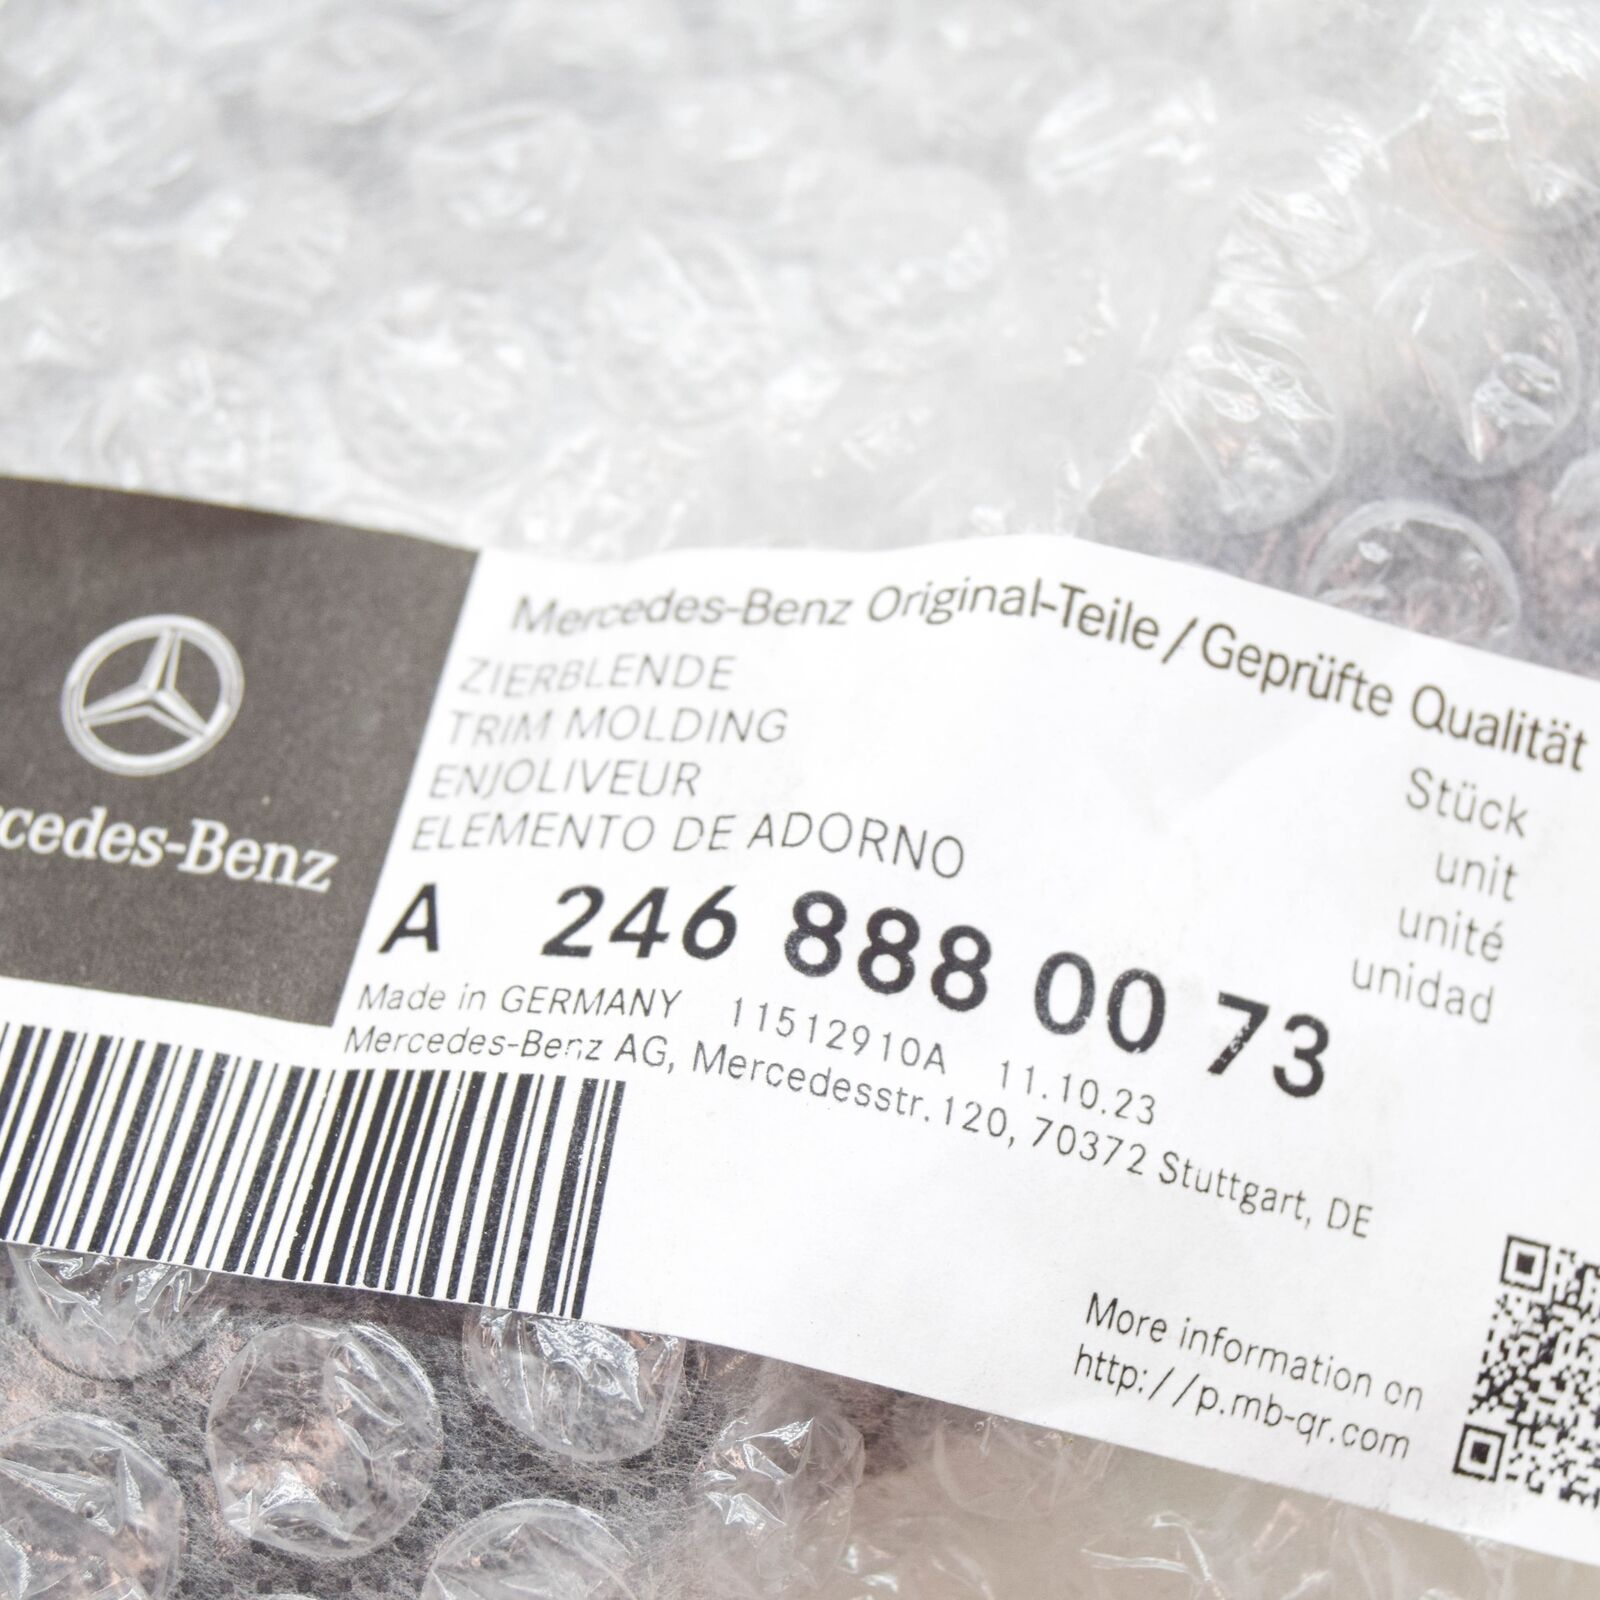 Mercedes-Benz Original-Teile / Geprüfte Qualität
ZIERBLENDE
TRIM MOLDING
ENJOLIVEUR
ELEMENTO DE ADORNO
Stück
unit
unité
unidad
rcedes-Benz
A 246 888 00 73
Made in GERMANY 11512910A 11.10.23
Mercedes-Benz AG, Mercedesstr.120, 70372 Stuttgart, DE
More information on
http://p.mb-qr.com